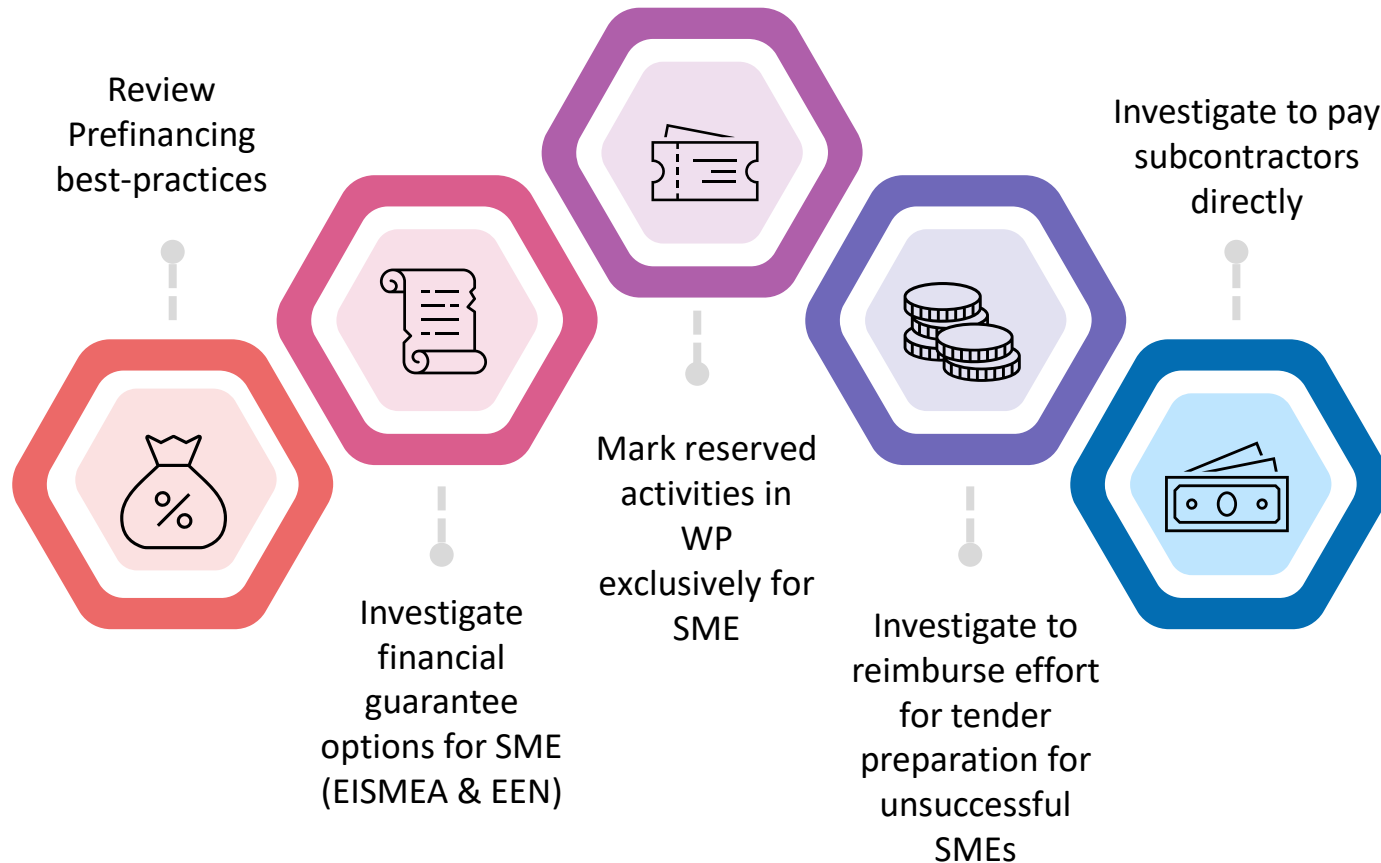 Review
Prefinancing
best-practices
Investigate
financial
guarantee
options for SME
(EISMEA & EEN)
Mark reserved
activities in
WP
exclusively for
SME
Investigate to
reimburse effort
for tender
preparation for
unsuccessful
SMEs
Investigate to pay
subcontractors
directly